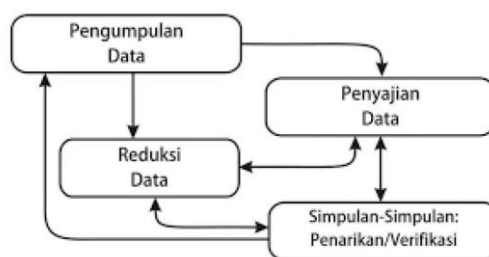 Pengumpulan
Data
Penyajian
Data
Reduksi
Data
Simpulan-Simpulan:
Penarikan/Verifikasi